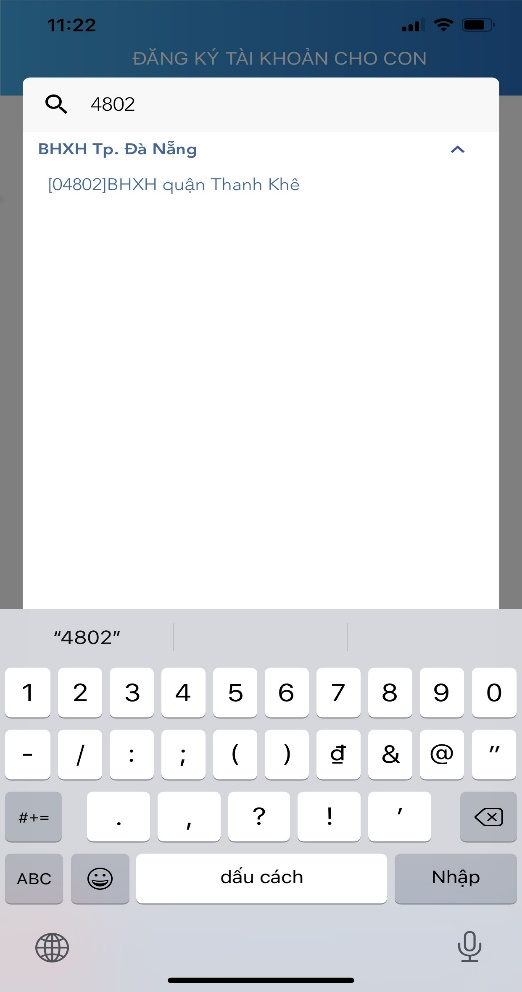 11:22
ĐĂNG KÝ TÀI KHOẢN CHO CON
4802
BHXH Tp. Đà Nẵng
[04802]BHXH quận Thanh Khê
“4802”
1 2 3 4 5 6 7 8 9 0
- / : ; ( ) ₫ & @ ”
#+= . , ? ! ’
ABC dấu cách Nhập